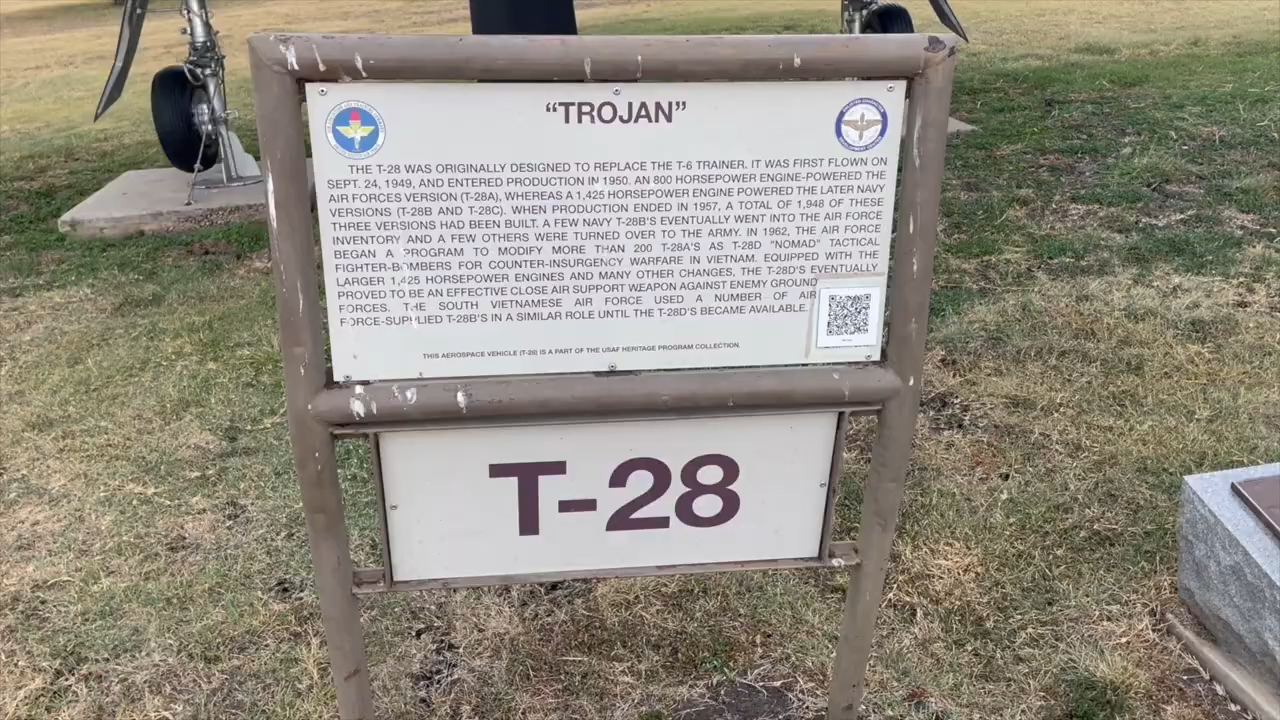 “TROJAN”
THE T-28 WAS ORIGINALLY DESIGNED TO REPLACE THE T-6 TRAINER. IT WAS FIRST FLOWN ON
SEPT. 24, 1949, AND ENTERED PRODUCTION IN 1950. AN 800 HORSEPOWER ENGINE-POWERED THE
AIR FORCES VERSION (T-28A), WHEREAS A 1,425 HORSEPOWER ENGINE POWERED THE LATER NAVY
VERSIONS (T-28B AND T-28C). WHEN PRODUCTION ENDED IN 1957, A TOTAL OF 1,948 OF THESE
THREE VERSIONS HAD BEEN BUILT. A FEW NAVY T-28B'S EVENTUALLY WENT INTO THE AIR FORCE
INVENTORY AND A FEW OTHERS WERE TURNED OVER TO THE ARMY. IN 1962, THE AIR FORCE
BEGAN A PROGRAM TO MODIFY MORE THAN 200 T-28A'S AS T-28D "NOMAD" TACTICAL
FIGHTER-BOMBERS FOR COUNTER-INSURGENCY WARFARE IN VIETNAM. EQUIPPED WITH THE
LARGER 1,425 HORSEPOWER ENGINES AND MANY OTHER CHANGES, THE T-28D'S EVENTUALLY
PROVED TO BE AN EFFECTIVE CLOSE AIR SUPPORT WEAPON AGAINST ENEMY GROUND
FORCES. THE SOUTH VIETNAMESE AIR FORCE USED A NUMBER OF AIR
FORCE-SUPPLIED T-28B'S IN A SIMILAR ROLE UNTIL THE T-28D'S BECAME AVAILABLE.
THIS AEROSPACE VEHICLE (T-28) IS A PART OF THE USAF HERITAGE PROGRAM COLLECTION.
T-28